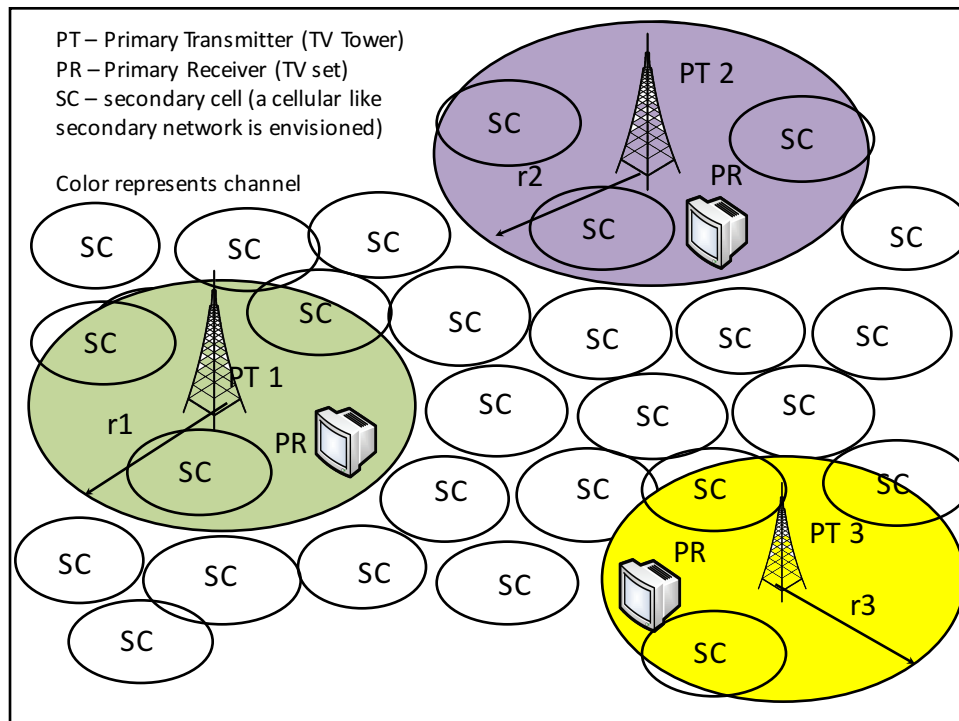 PT – Primary Transmitter (TV Tower)
PR – Primary Receiver (TV set)
SC – secondary cell (a cellular like
secondary network is envisioned)
Color represents channel
PT 2
SC
SC
r2
PR
SC
SC
SC
SC
SC
SC
SC
SC
SC
SC
SC
SC
PT 1
r1
PR
SC
SC
SC
SC
SC
SC
SC
SC
SC
PT 3
PR
SC
SC
SC
SC
r3
SC
SC